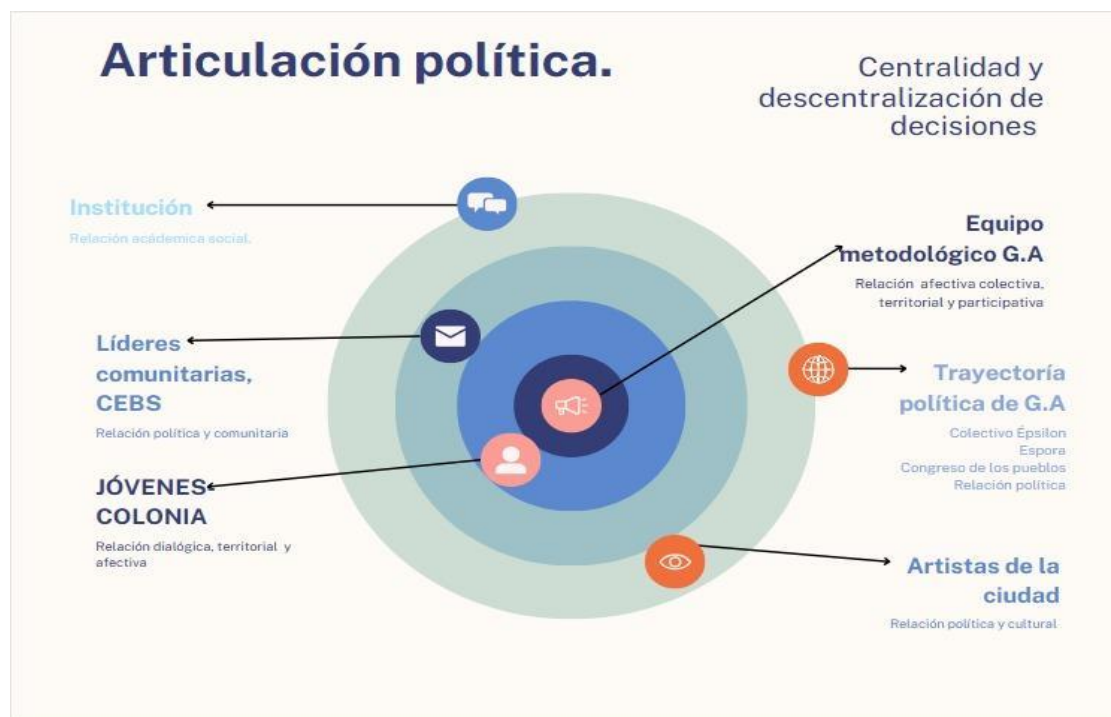 Articulación política.
Centralidad y
descentralización de
decisiones
Institución
Relación acádemica social.
Líderes
comunitarias,
CEBS
Relación política y comunitaria
JÓVENES
COLONIA
Relación dialógica, territorial y
afectiva
Equipo
metodológico G.A
Relación afectiva colectiva,
territorial y participativa
Trayectoría
política de G.A
Colectivo Épsilon
Espora
Congreso de los pueblos
Relación política
Artistas de la
ciudad
Relación política y cultural